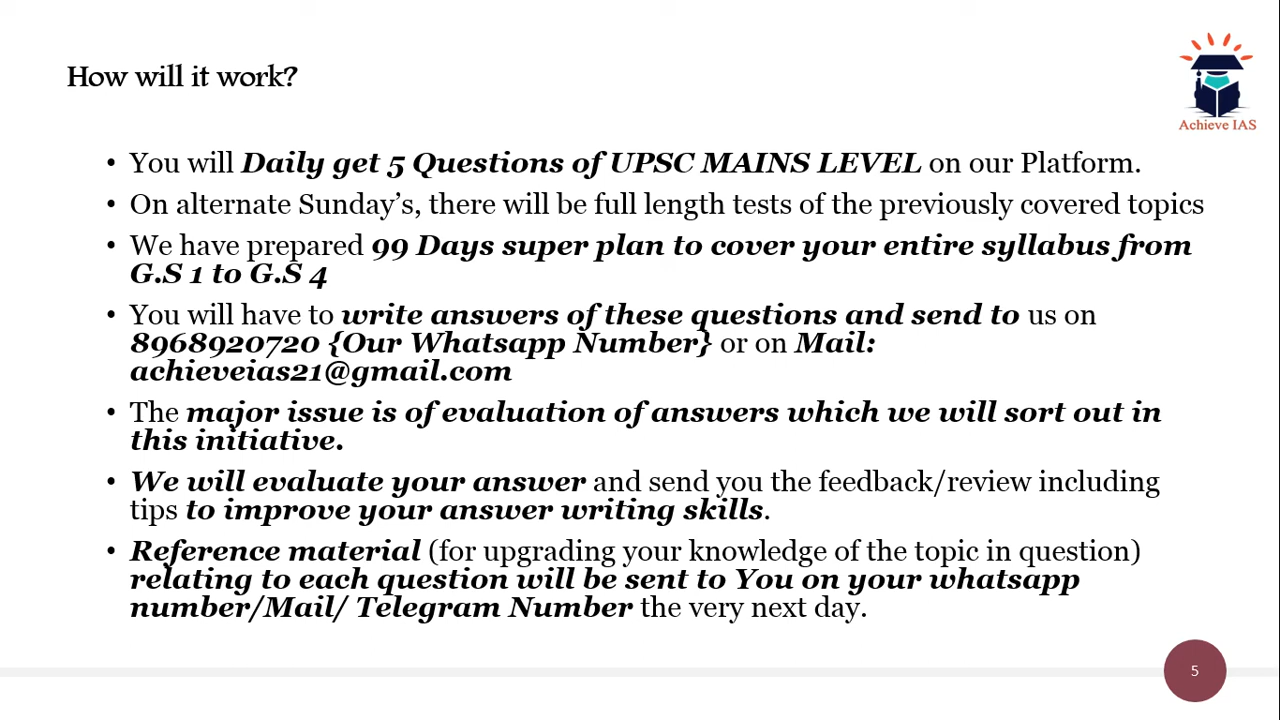 How will it work?
Achieve IAS
• You will Daily get 5 Questions of UPSC MAINS LEVEL on our Platform.
• On alternate Sunday’s, there will be full length tests of the previously covered topics
• We have prepared 99 Days super plan to cover your entire syllabus from
G.S 1 to G.S 4
• You will have to write answers of these questions and send to us on
8968920720 {Our Whatsapp Number} or on Mail:
achieveias21@gmail.com
• The major issue is of evaluation of answers which we will sort out in
this initiative.
• We will evaluate your answer and send you the feedback/review including
tips to improve your answer writing skills.
• Reference material (for upgrading your knowledge of the topic in question)
relating to each question will be sent to You on your whatsapp
number/Mail/ Telegram Number the very next day.
5